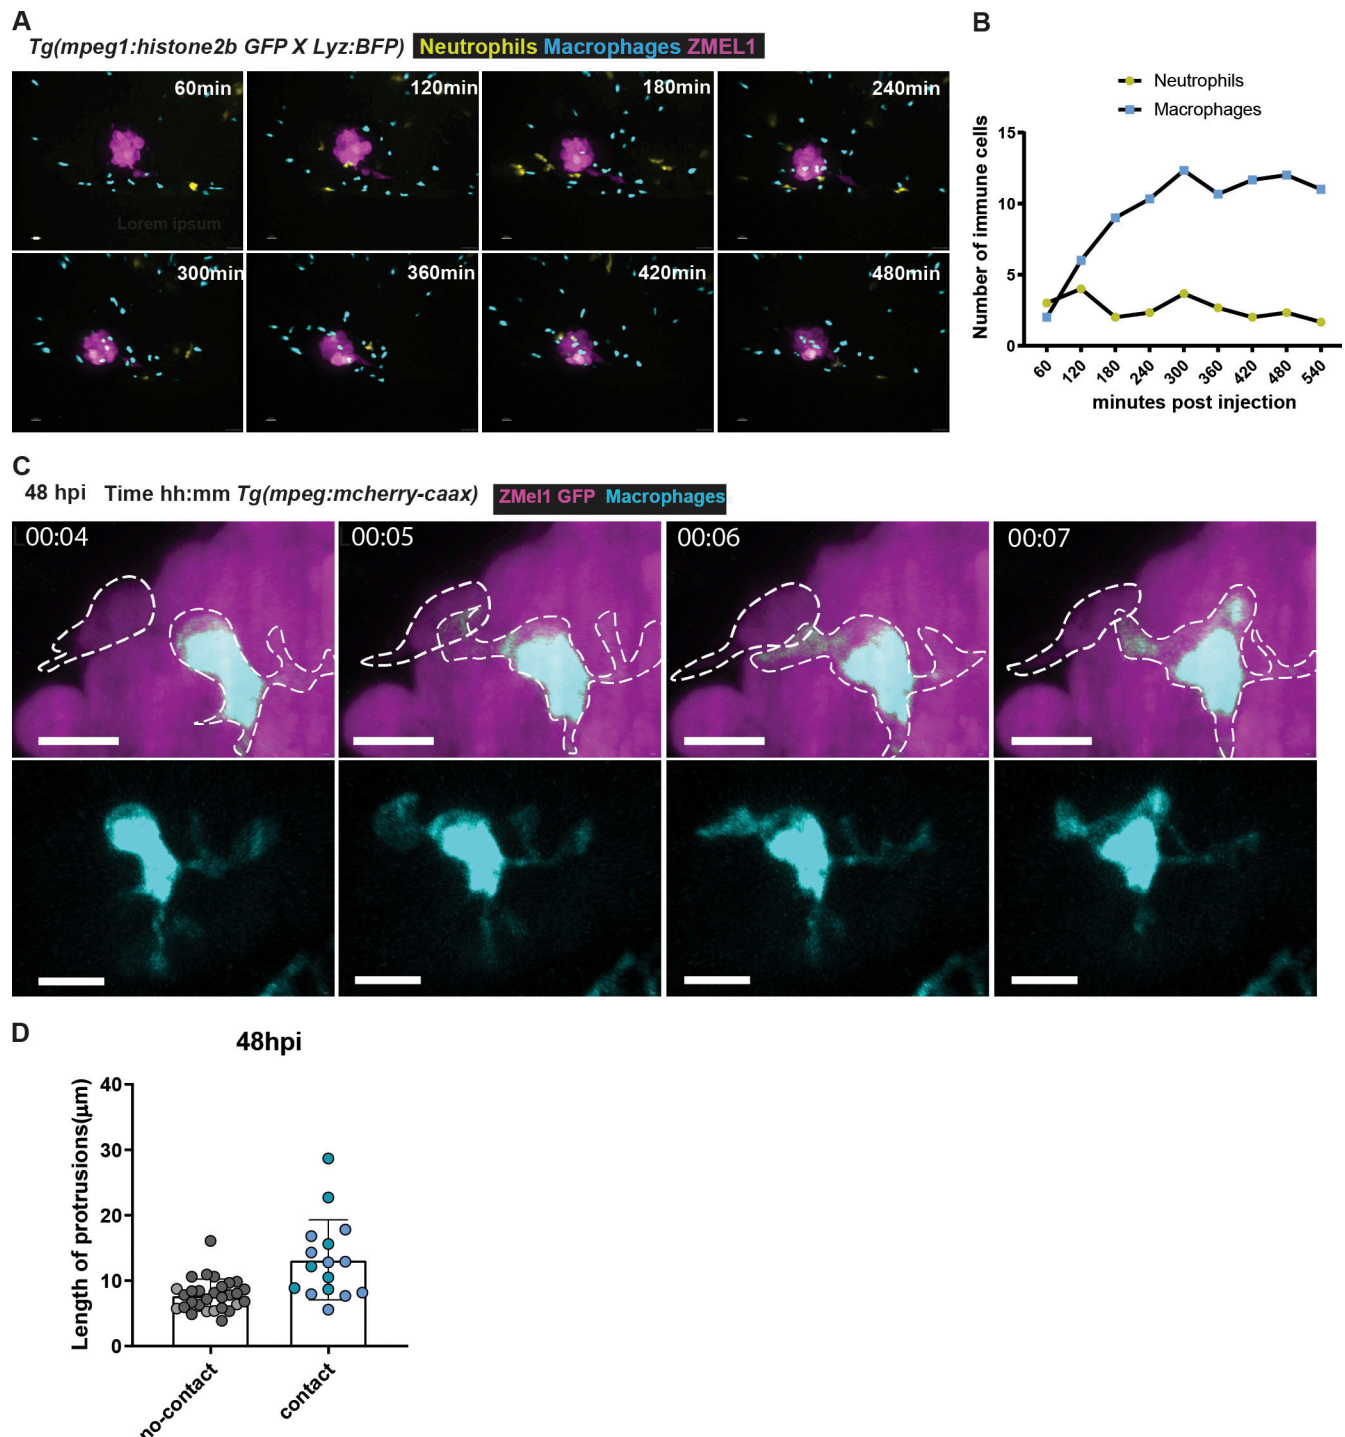 A
Tg(mpeg1:histone2b GFP X Lyz:BFP) Neutrophils Macrophages ZMEL1
60min 120min 180min 240min
Lorem ipsum
300min 360min 420min 480min
B
Neutrophils
Macrophages
Number of immune cells
15
10
5
0
60 120 180 240 300 360 420 480 540
minutes post injection
C
48 hpi Time hh:mm Tg(mpeg:mcherry-caax) ZMel1 GFP Macrophages
00:04 00:05 00:06 00:07
D
48hpi
Length of protrusions(µm)
40
30
20
10
0
no-contact contact